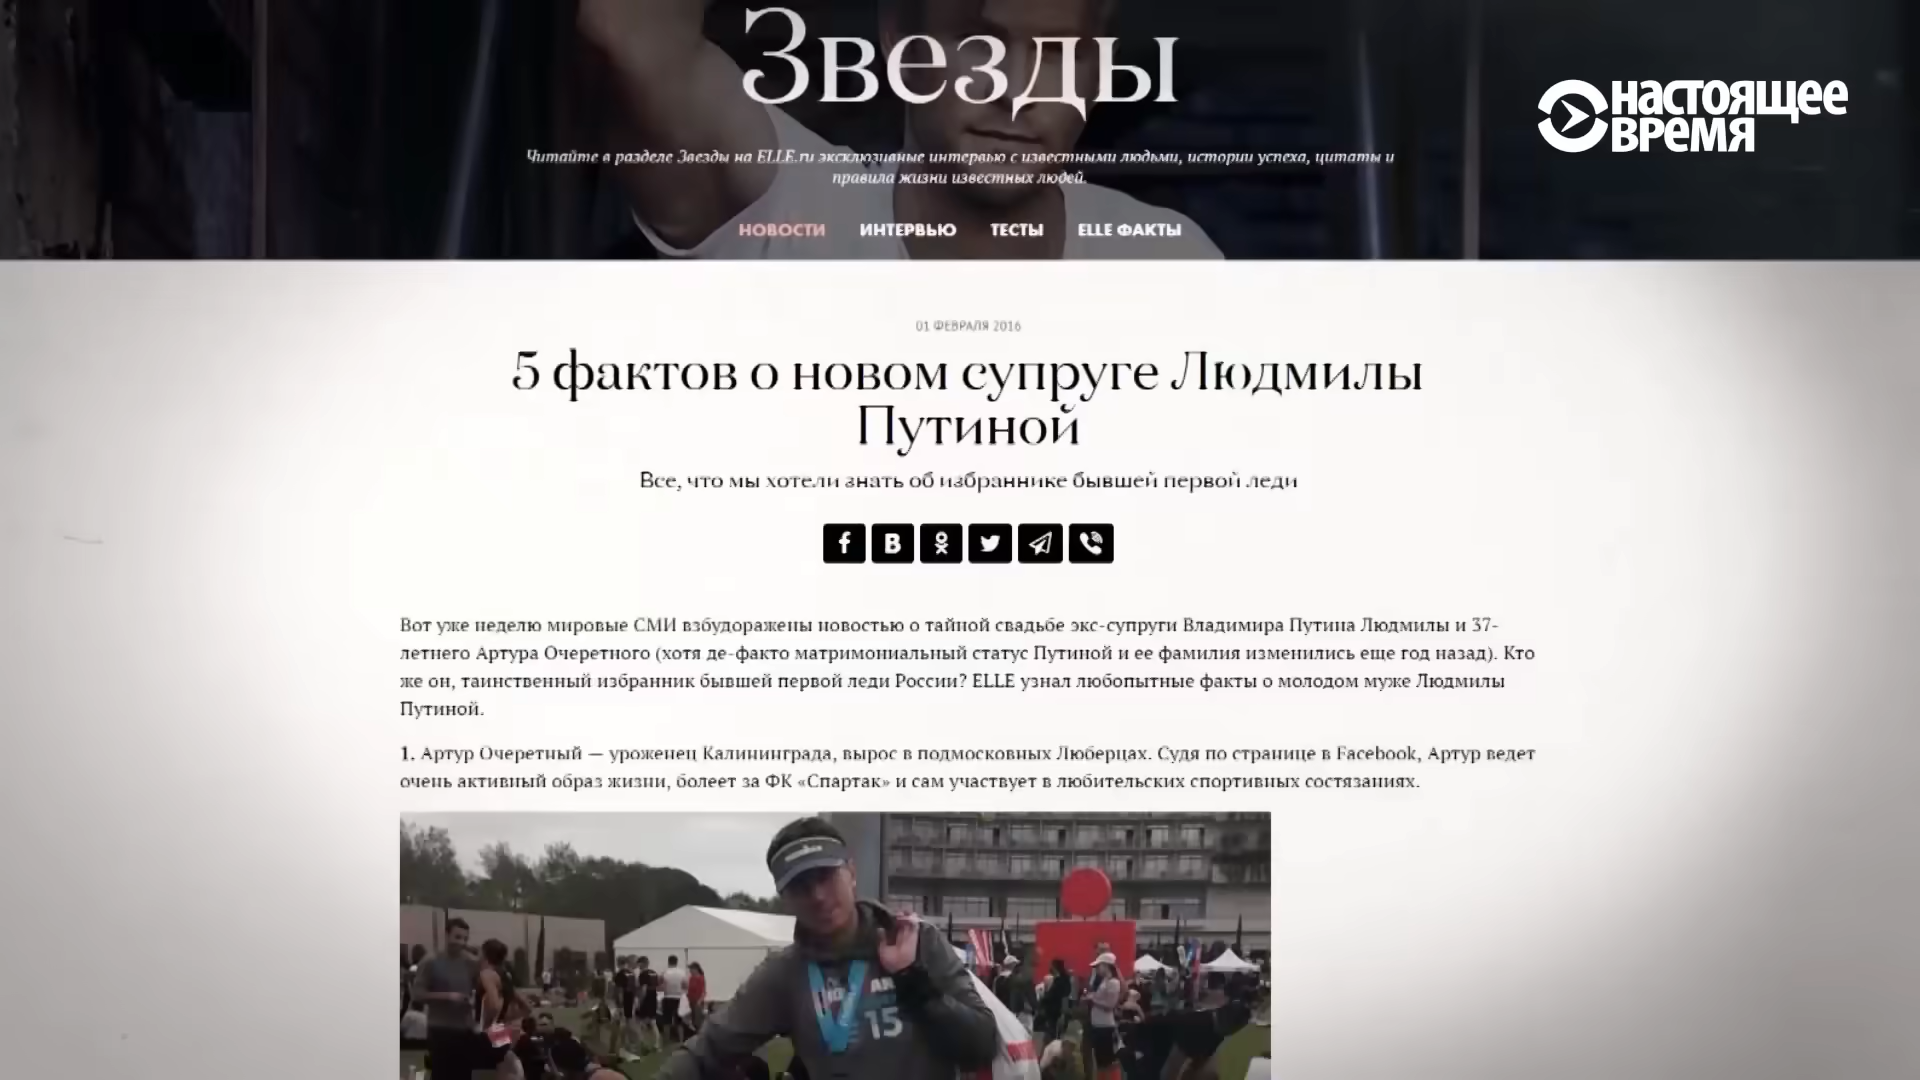 Звезды
НАСТОЯЩЕЕ
ВРЕМЯ
Читайте в разделе Звезды на ELLE.ru эксклюзивные интервью с известными людьми, истории успеха, цитаты и
правила жизни известных людей.
НОВОСТИ ИНТЕРВЬЮ ТЕСТЫ ELLE ФАКТЫ
01 ФЕВРАЛЯ 2016
5 фактов о новом супруге Людмилы
Путиной
Все, что мы хотели знать об избраннике бывшей первой леди
Вот уже неделю мировые СМИ взбудоражены новостью о тайной свадьбе экс-супруги Владимира Путина Людмилы и 37-
летнего Артура Очеретного (хотя де-факто матримониальный статус Путиной и ее фамилия изменились еще год назад). Кто
же он, таинственный избранник бывшей первой леди России? ELLE узнал любопытные факты о молодом муже Людмилы
Путиной.
1. Артур Очеретный — уроженец Калининграда, вырос в подмосковных Люберцах. Судя по странице в Facebook, Артур ведет
очень активный образ жизни, болеет за ФК «Спартак» и сам участвует в любительских спортивных состязаниях.
15